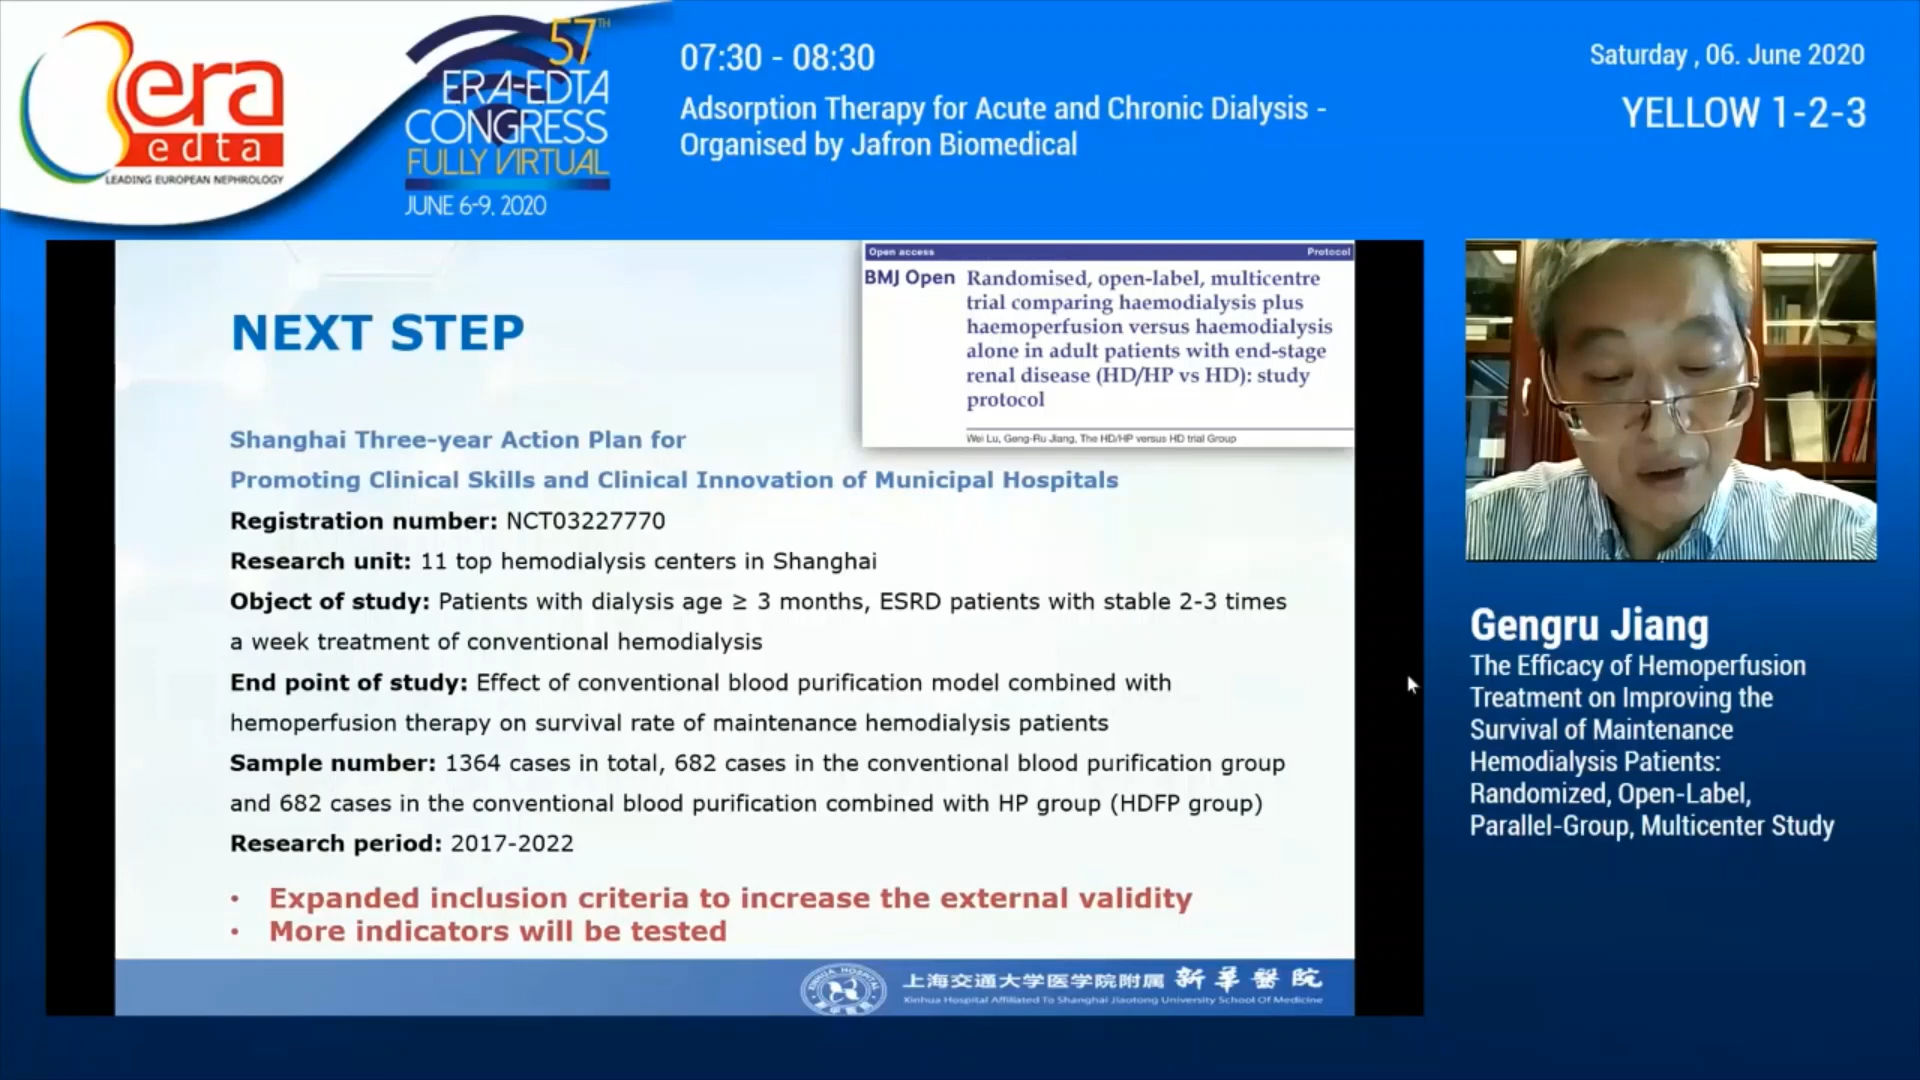 era
edta
LEADING EUROPEAN NEPHROLOGY
57TH
ERA-EDTA
CONGRESS
FULLY VIRTUAL
JUNE 6-9, 2020
07:30 - 08:30
Adsorption Therapy for Acute and Chronic Dialysis -
Organised by Jafron Biomedical
Saturday , 06. June 2020
YELLOW 1-2-3
Open access
Protocol
BMJ Open
Randomised, open-label, multicentre
trial comparing haemodialysis plus
haemoperfusion versus haemodialysis
alone in adult patients with end-stage
renal disease (HD/HP vs HD): study
protocol
Wei Lu, Geng-Ru Jiang, The HD/HP versus HD trial Group
NEXT STEP
Shanghai Three-year Action Plan for
Promoting Clinical Skills and Clinical Innovation of Municipal Hospitals
Registration number: NCT03227770
Research unit: 11 top hemodialysis centers in Shanghai
Object of study: Patients with dialysis age ≥ 3 months, ESRD patients with stable 2-3 times
a week treatment of conventional hemodialysis
End point of study: Effect of conventional blood purification model combined with
hemoperfusion therapy on survival rate of maintenance hemodialysis patients
Sample number: 1364 cases in total, 682 cases in the conventional blood purification group
and 682 cases in the conventional blood purification combined with HP group (HDFP group)
Research period: 2017-2022
• Expanded inclusion criteria to increase the external validity
• More indicators will be tested
XINHUA HOSPITAL
上海交通大学医学院附属 新華醫院
Xinhua Hospital Affiliated To Shanghai Jiaotong University School Of Medicine
Gengru Jiang
The Efficacy of Hemoperfusion
Treatment on Improving the
Survival of Maintenance
Hemodialysis Patients:
Randomized, Open-Label,
Parallel-Group, Multicenter Study